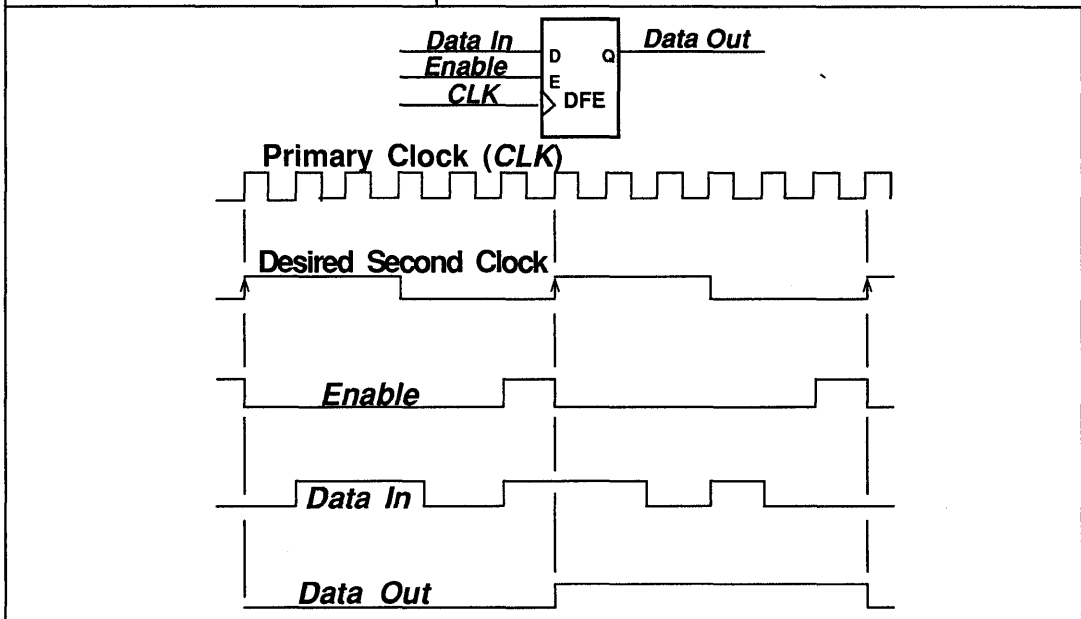 Data In
Data Out
D
Q
Enable
E
CLK
DFE
Primary Clock (CLK)
Desired Second Clock
Enable
Data In
Data Out